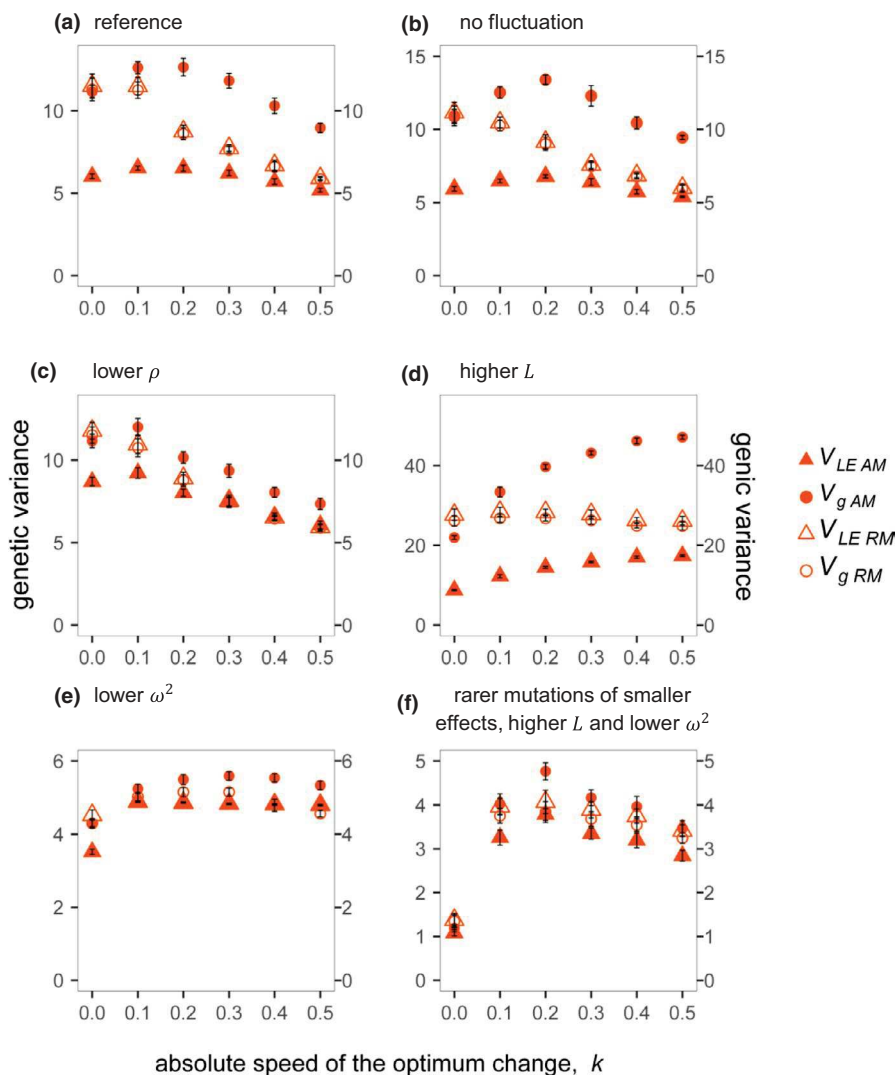 (a) reference
(b) no fluctuation
15
10 10 10 10
5 5 5 5
0 0 0 0
0.0 0.1 0.2 0.3 0.4 0.5
0.0 0.1 0.2 0.3 0.4 0.5
(c) lower ρ
(d) higher L
10 10 40 40
5 5 20 20
0 0 0 0
0.0 0.1 0.2 0.3 0.4 0.5
0.0 0.1 0.2 0.3 0.4 0.5
genetic variance
genic variance
V LE AM
V g AM
V LE RM
V g RM
(e) lower ω²
(f) rarer mutations of smaller
effects, higher L and lower ω²
6 6 5 5
4 4 4 4
3 3
2 2 2 2
1 1
0 0 0 0
0.0 0.1 0.2 0.3 0.4 0.5
0.0 0.1 0.2 0.3 0.4 0.5
absolute speed of the optimum change, k